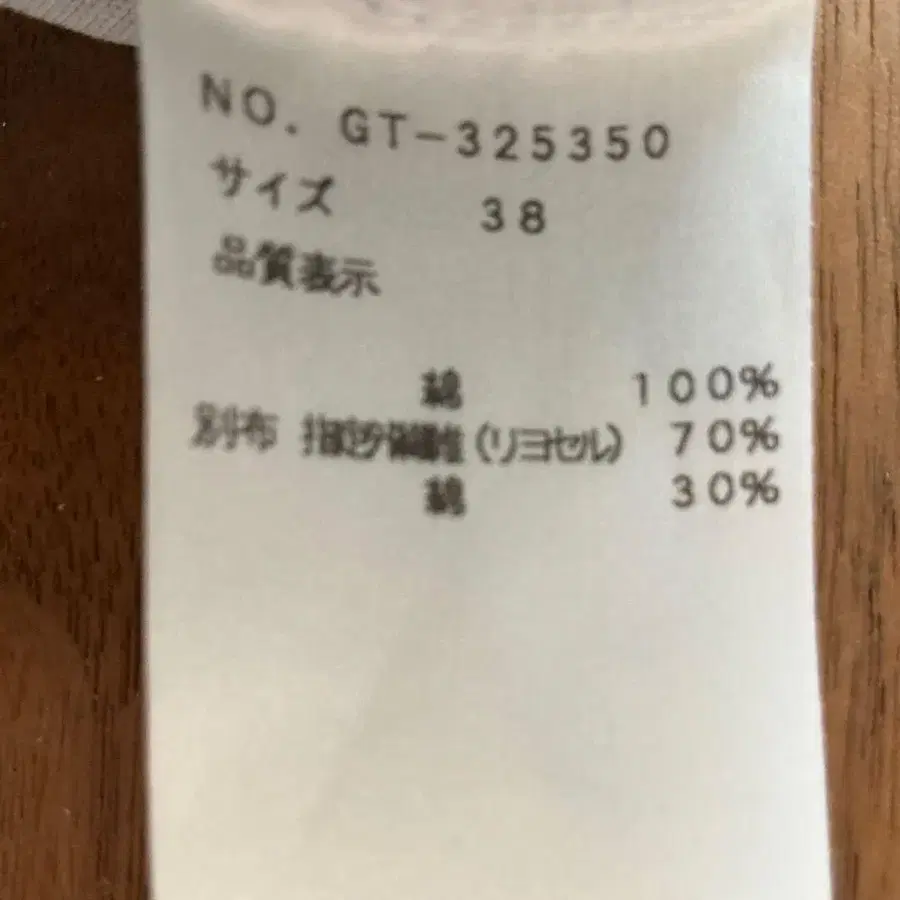 NO. GT-325350
サイズ 38
品質表示
綿 100%
別布 指定外繊維(リヨセル) 70%
綿 30%